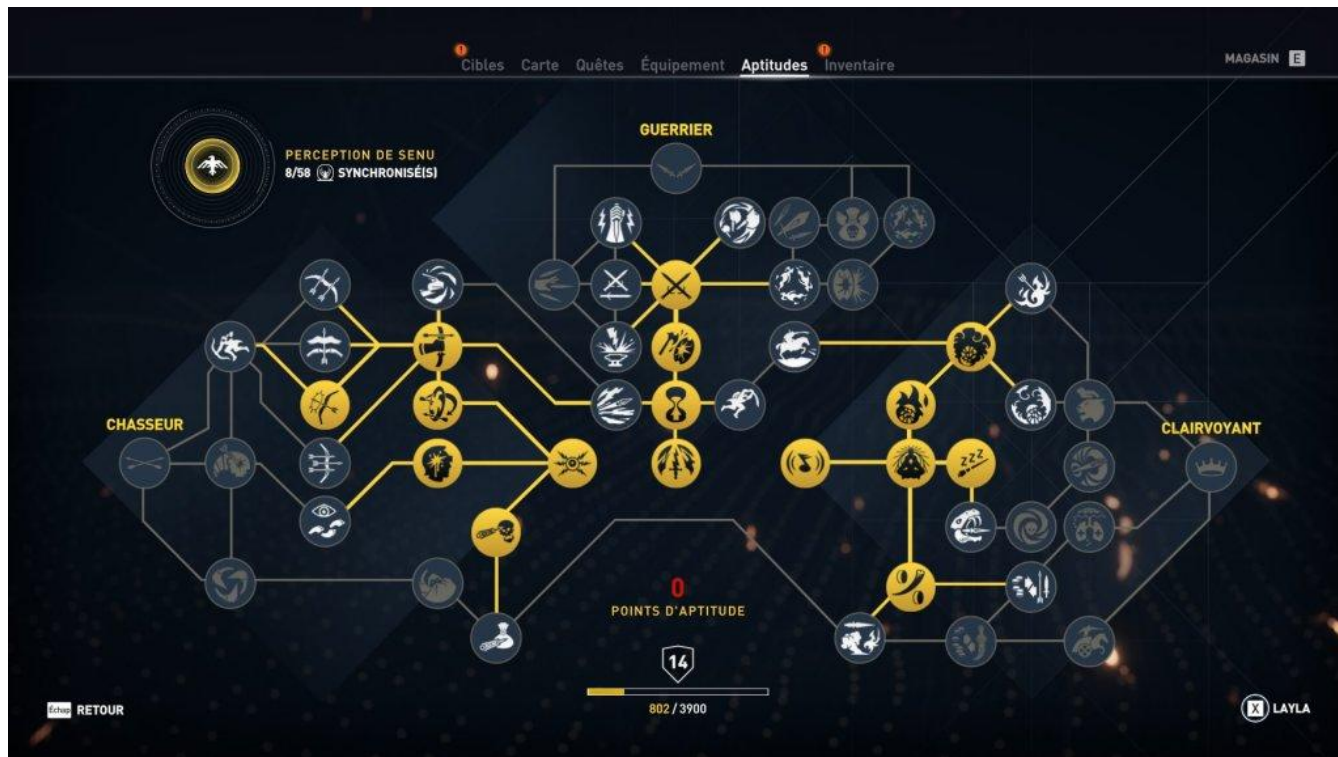 Cibles Carte Quêtes Équipement Aptitudes Inventaire
MAGASIN E
GUERRIER
PERCEPTION DE SENU
8/58 SYNCHRONISÉ(S)
CHASSEUR
CLAIRVOYANT
zzz
0
POINTS D'APTITUDE
14
802 / 3900
Échap RETOUR
X LAYLA